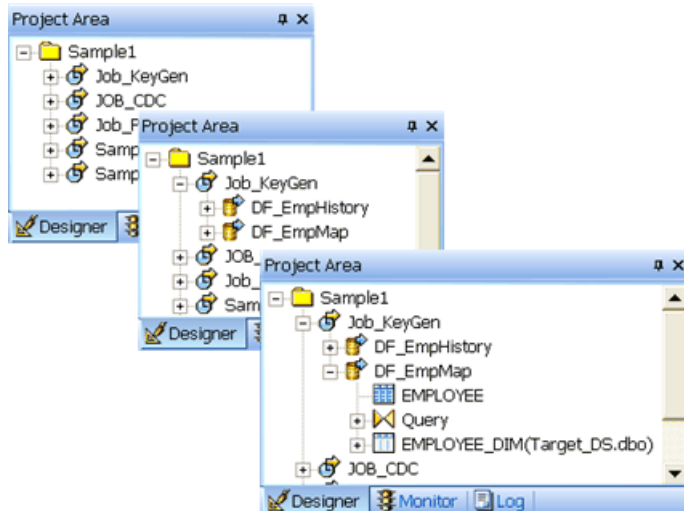 Project Area
Sample1
Job_KeyGen
JOB_CDC
Designer
Project Area
Sample1
Job_KeyGen
DF_EmpHistory
DF_EmpMap
Designer
Project Area
Sample1
Job_KeyGen
DF_EmpHistory
DF_EmpMap
EMPLOYEE
Query
EMPLOYEE_DIM(Target_DS.dbo)
JOB_CDC
Designer
Monitor
Log